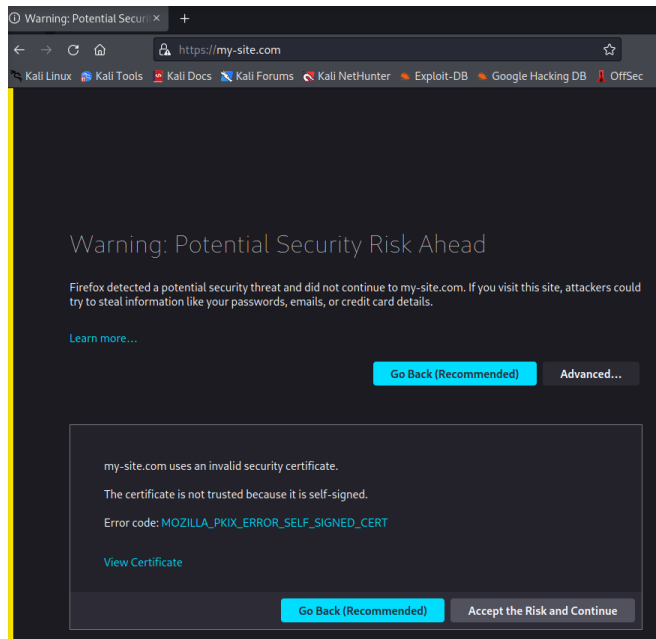 Warning: Potential Securi
https://my-site.com
Kali Linux Kali Tools Kali Docs Kali Forums Kali NetHunter Exploit-DB Google Hacking DB OffSec
Warning: Potential Security Risk Ahead
Firefox detected a potential security threat and did not continue to my-site.com. If you visit this site, attackers could
try to steal information like your passwords, emails, or credit card details.
Learn more…
Go Back (Recommended) Advanced…
my-site.com uses an invalid security certificate.
The certificate is not trusted because it is self-signed.
Error code: MOZILLA_PKIX_ERROR_SELF_SIGNED_CERT
View Certificate
Go Back (Recommended) Accept the Risk and Continue